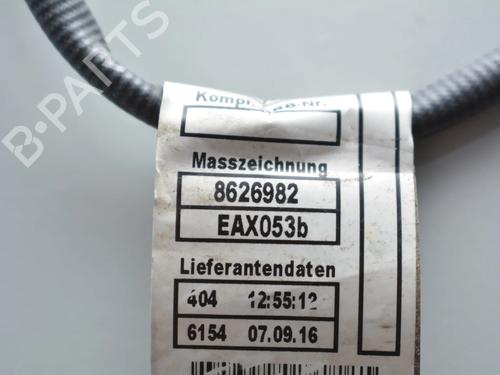 B-PARTS
Masszeichnung
8626982
EAX053b
Lieferantendaten
404 12:55:12
6154 07.09.16